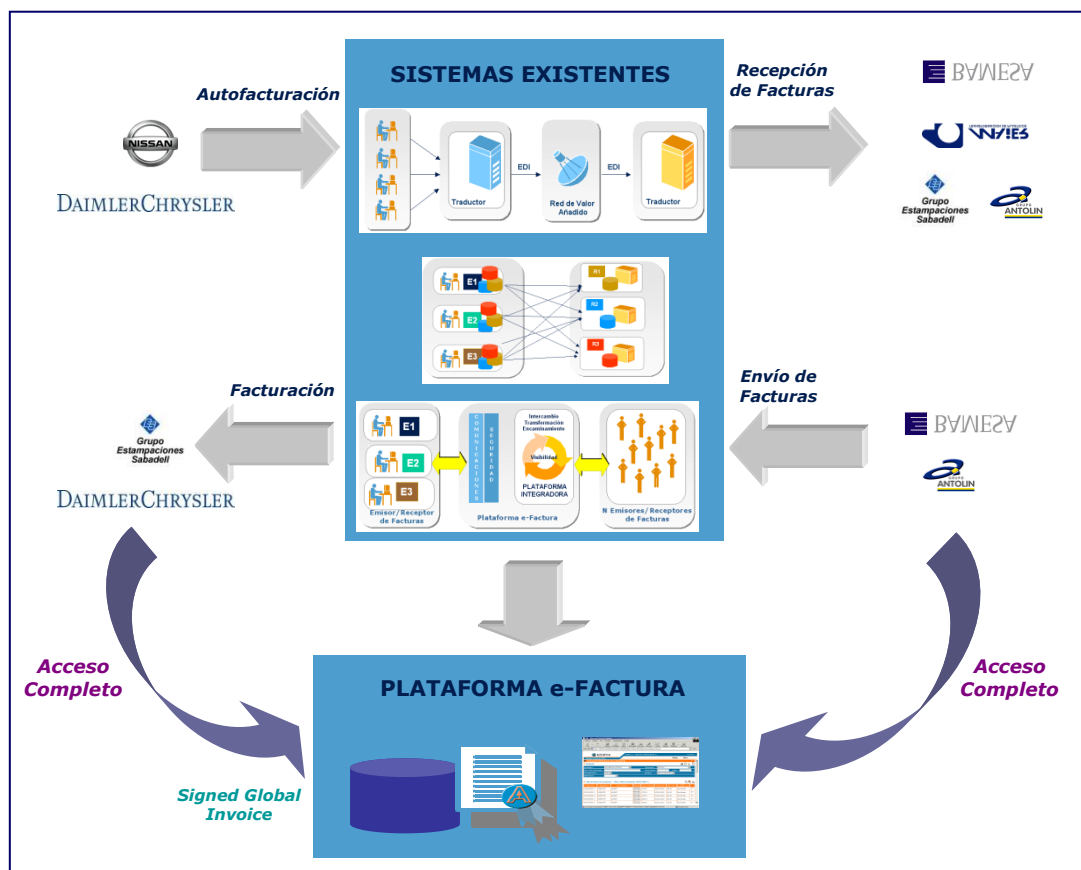 SISTEMAS EXISTENTES
Autofacturación
NISSAN
DAIMLERCHRYSLER
Recepción
de Facturas
BAMESA
Grupo
Estampaciones
Sabadell
GRUPO
ANTOLIN
Traductor
EDI
Red de Valor
Añadido
EDI
Traductor
E1
E2
E3
R1
R2
R3
Facturación
Grupo
Estampaciones
Sabadell
DAIMLERCHRYSLER
Envío de
Facturas
BAMESA
GRUPO
ANTOLIN
E1
E2
E3
Emisor/Receptor
de Facturas
COMUNICACIONES
SEGURIDAD
Intercambio
Transformación
Encaminamiento
Visibilidad
PLATAFORMA
INTEGRADORA
Plataforma e-Factura
N Emisores/Receptores
de Facturas
Acceso
Completo
Acceso
Completo
PLATAFORMA e-FACTURA
Signed Global
Invoice